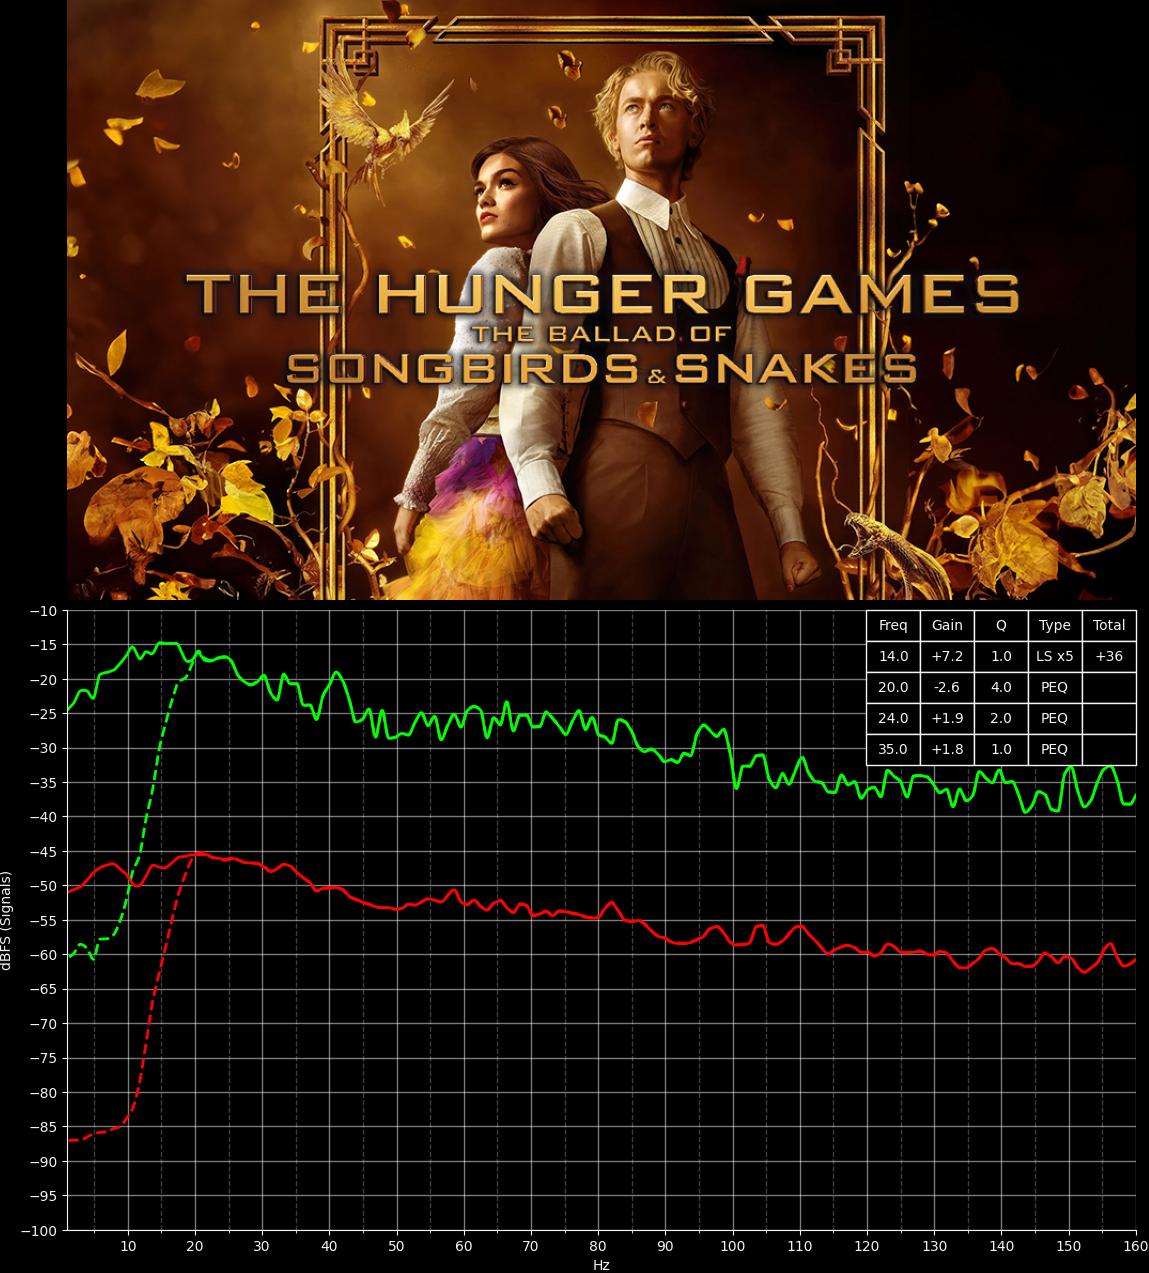 THE HUNGER GAMES
THE BALLAD OF
SONGBIRDS & SNAKES
Freq Gain Q Type Total
14.0 +7.2 1.0 LS x5 +36
20.0 -2.6 4.0 PEQ
24.0 +1.9 2.0 PEQ
35.0 +1.8 1.0 PEQ
−10
−15
−20
−25
−30
−35
−40
−45
−50
−55
−60
−65
−70
−75
−80
−85
−90
−95
−100
dBFS (Signals)
10 20 30 40 50 60 70 80 90 100 110 120 130 140 150 160
Hz